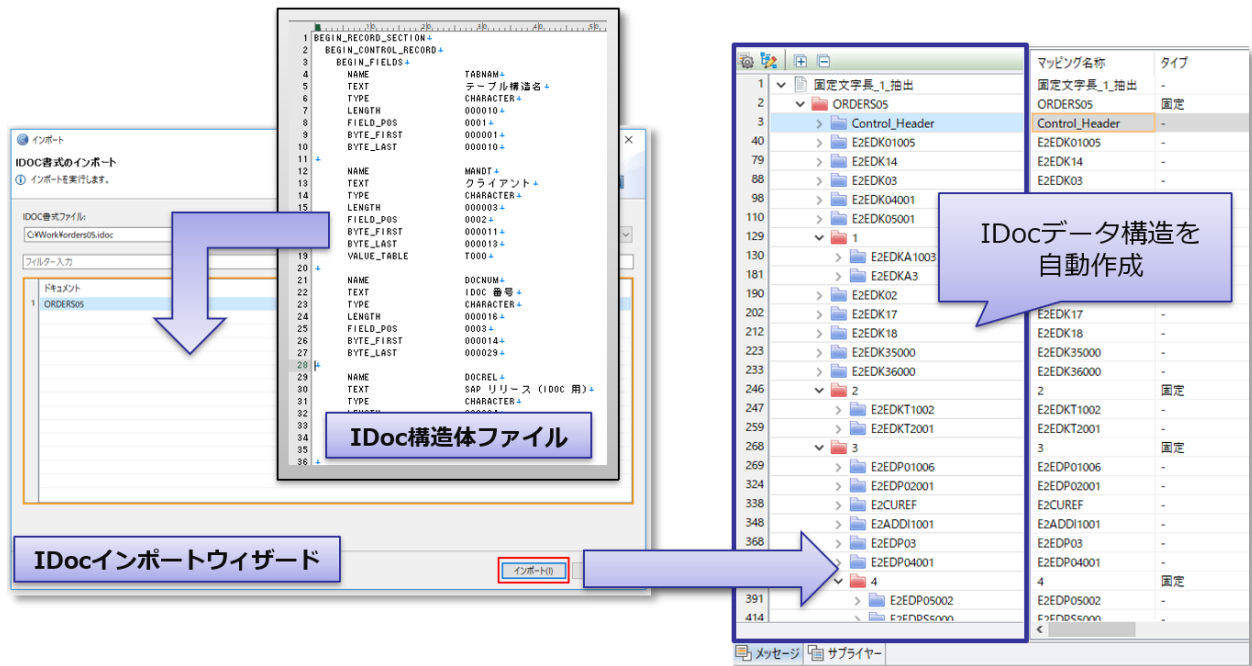 インポート
IDOC書式のインポート
インポートを実行します。
IDOC書式ファイル:
C:¥Work¥orders05.idoc
フィルター入力
ドキュメント
1 ORDERS05
IDocインポートウィザード
インポート(I)
1 BEGIN_RECORD_SECTION
2 BEGIN_CONTROL_RECORD
3 BEGIN_FIELDS
4 NAME TABNAM
5 TEXT テーブル構造名
6 TYPE CHARACTER
7 LENGTH 000010
8 FIELD_POS 0001
9 BYTE_FIRST 000001
10 BYTE_LAST 000010
11
12 NAME MANDT
13 TEXT クライアント
14 TYPE CHARACTER
15 LENGTH 000003
16 FIELD_POS 0002
BYTE_FIRST 000011
BYTE_LAST 000013
19 VALUE_TABLE T000
20
21 NAME DOCNUM
22 TEXT IDOC 番号
23 TYPE CHARACTER
24 LENGTH 000016
25 FIELD_POS 0003
26 BYTE_FIRST 000014
27 BYTE_LAST 000029
28
29 NAME DOCREL
30 TEXT SAP リリース (IDOC 用)
31 TYPE CHARACTER
32
33
34
35
36
IDoc構造体ファイル
マッピング名称 タイプ
1 固定文字長_1_抽出 固定文字長_1_抽出 -
2 ORDERS05 ORDERS05 固定
3 Control_Header Control_Header -
40 E2EDK01005 E2EDK01005 -
79 E2EDK14 E2EDK14 -
88 E2EDK03 E2EDK03 -
98 E2EDK04001
110 E2EDK05001
129 1
130 E2EDKA1003
181 E2EDKA3
190 E2EDK02
202 E2EDK17 E2EDK17 -
212 E2EDK18 E2EDK18 -
223 E2EDK35000 E2EDK35000 -
233 E2EDK36000 E2EDK36000 -
246 2 2 固定
247 E2EDKT1002 E2EDKT1002 -
259 E2EDKT2001 E2EDKT2001 -
268 3 3 固定
269 E2EDP01006 E2EDP01006 -
324 E2EDP02001 E2EDP02001 -
338 E2CUREF E2CUREF -
348 E2ADDI1001 E2ADDI1001 -
368 E2EDP03 E2EDP03 -
E2EDP04001 E2EDP04001 -
4 4 固定
391 E2EDP05002 E2EDP05002 -
414 E2EDPS5000 E2EDPS5000 -
IDocデータ構造を
自動作成
メッセージ サプライヤー